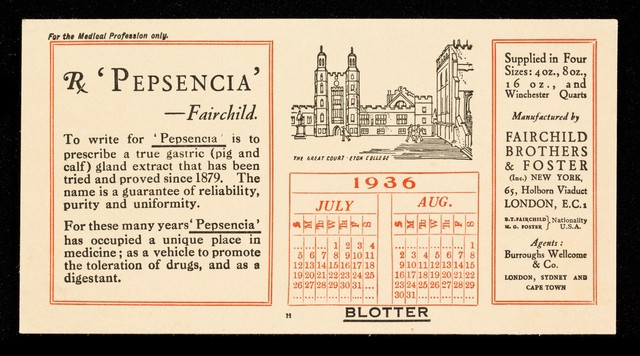 For the Medical Profession only.
℞ ‘PEPSENCIA’
—Fairchild.
To write for ‘Pepsencia’ is to
prescribe a true gastric (pig and
calf) gland extract that has been
tried and proved since 1879. The
name is a guarantee of reliability,
purity and uniformity.
For these many years ‘Pepsencia’
has occupied a unique place in
medicine; as a vehicle to promote
the toleration of drugs, and as a
digestant.
THE GREAT COURT · ETON COLLEGE
1936
JULY
S M Tu W Th F S
... ... ... 1 2 3 4
5 6 7 8 9 10 11
12 13 14 15 16 17 18
19 20 21 22 23 24 25
26 27 28 29 30 31 ...
AUG.
S M Tu W Th F S
... ... ... ... ... ... 1
2 3 4 5 6 7 8
9 10 11 12 13 14 15
16 17 18 19 20 21 22
23 24 25 26 27 28 29
30 31 ... ... ... ... ...
H
BLOTTER
Supplied in Four
Sizes: 4 oz., 8 oz.,
16 oz., and
Winchester Quarts
Manufactured by
FAIRCHILD
BROTHERS
& FOSTER
(Inc.) NEW YORK,
65, Holborn Viaduct
LONDON, E.C.1
B.T. FAIRCHILD } Nationality
M. G. FOSTER } U.S.A.
Agents:
Burroughs Wellcome
& Co.
LONDON, SYDNEY AND
CAPE TOWN